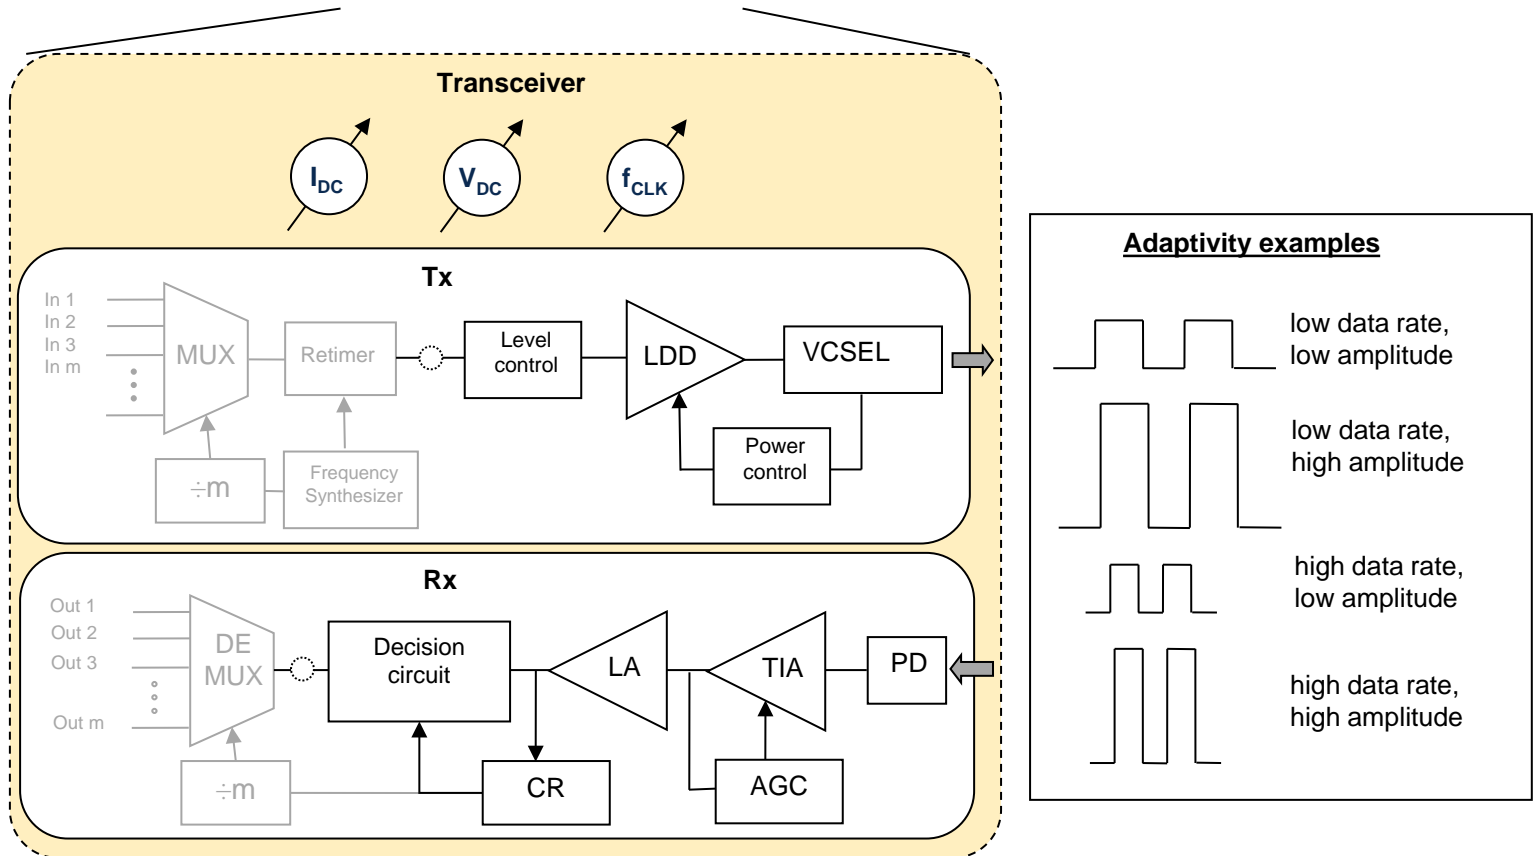 Transceiver
I_DC
V_DC
f_CLK
Tx
In 1
In 2
In 3
In m
MUX
Retimer
Level
control
LDD
VCSEL
÷m
Frequency
Synthesizer
Power
control
Rx
Out 1
Out 2
Out 3
Out m
DE
MUX
Decision
circuit
LA
TIA
PD
÷m
CR
AGC
Adaptivity examples
low data rate,
low amplitude
low data rate,
high amplitude
high data rate,
low amplitude
high data rate,
high amplitude